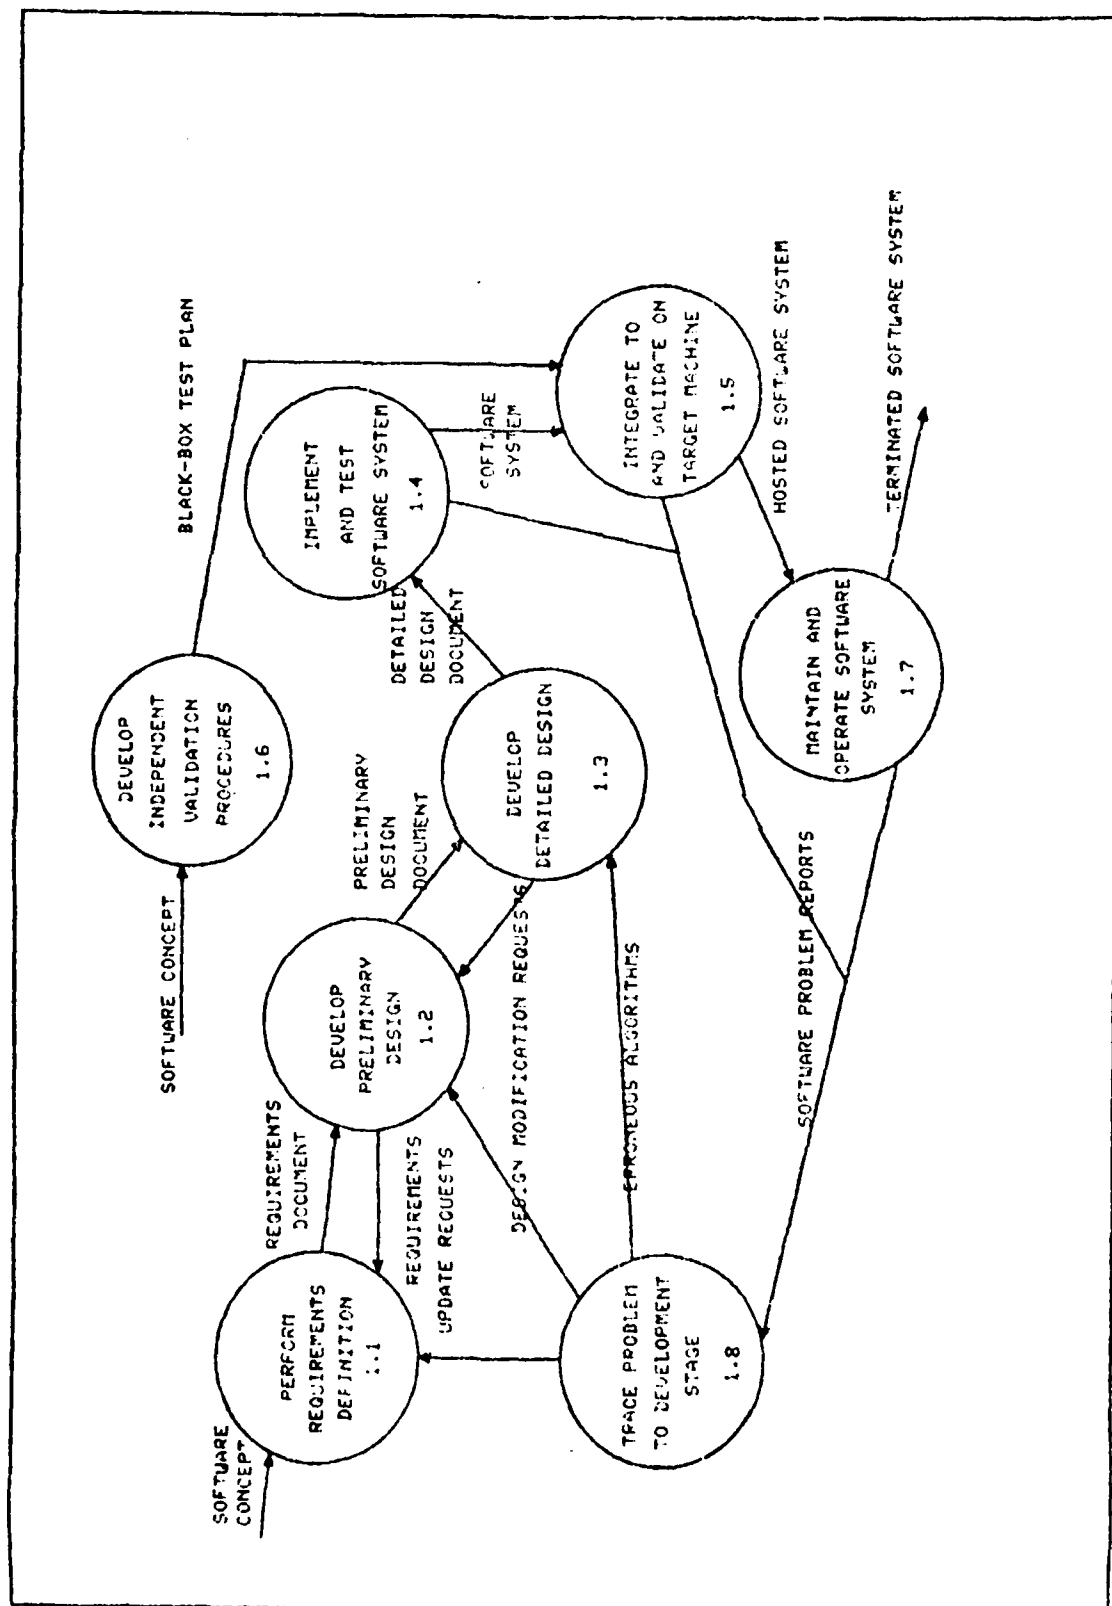 SOFTWARE
CONCEPT
PERFORM
REQUIREMENTS
DEFINITION
1.1
REQUIREMENTS
DOCUMENT
REQUIREMENTS
UPDATE REQUESTS
SOFTWARE CONCEPT
DEVELOP
PRELIMINARY
DESIGN
1.2
PRELIMINARY
DESIGN
DOCUMENT
DESIGN MODIFICATION REQUESTS
DEVELOP
INDEPENDENT
VALIDATION
PROCEDURES
1.6
BLACK-BOX TEST PLAN
DEVELOP
DETAILED DESIGN
1.3
DETAILED
DESIGN
DOCUMENT
IMPLEMENT
AND TEST
SOFTWARE SYSTEM
1.4
SOFTWARE
SYSTEM
INTEGRATE TO
AND VALIDATE ON
TARGET MACHINE
1.5
HOSTED SOFTWARE SYSTEM
TRACE PROBLEM
TO DEVELOPMENT
STAGE
1.8
ERRONEOUS ALGORITHMS
SOFTWARE PROBLEM REPORTS
MAINTAIN AND
OPERATE SOFTWARE
SYSTEM
1.7
TERMINATED SOFTWARE SYSTEM